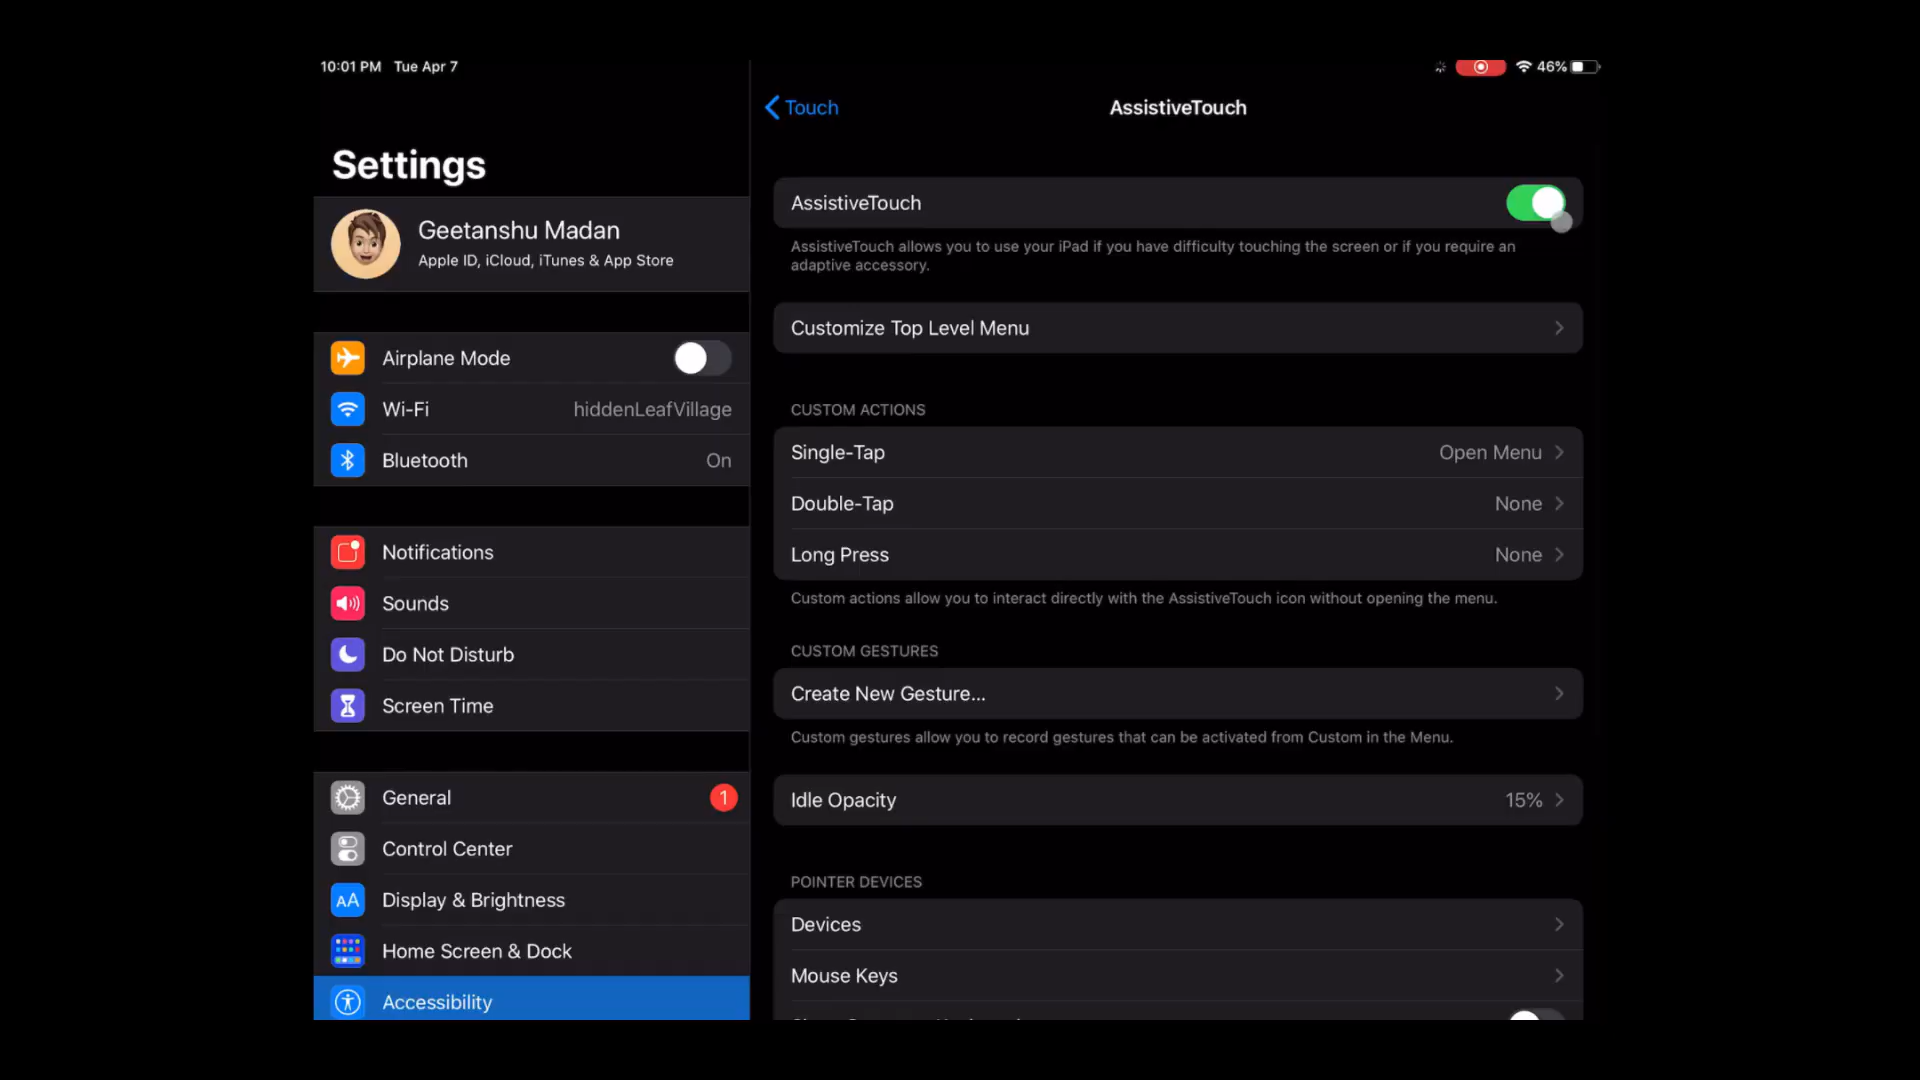 10:01 PM Tue Apr 7
46%
Settings
Geetanshu Madan
Apple ID, iCloud, iTunes & App Store
Airplane Mode
Wi-Fi hiddenLeafVillage
Bluetooth On
Notifications
Sounds
Do Not Disturb
Screen Time
General 1
Control Center
AA Display & Brightness
Home Screen & Dock
Accessibility
Touch
AssistiveTouch
AssistiveTouch
AssistiveTouch allows you to use your iPad if you have difficulty touching the screen or if you require an
adaptive accessory.
Customize Top Level Menu
CUSTOM ACTIONS
Single-Tap Open Menu
Double-Tap None
Long Press None
Custom actions allow you to interact directly with the AssistiveTouch icon without opening the menu.
CUSTOM GESTURES
Create New Gesture...
Custom gestures allow you to record gestures that can be activated from Custom in the Menu.
Idle Opacity 15%
POINTER DEVICES
Devices
Mouse Keys